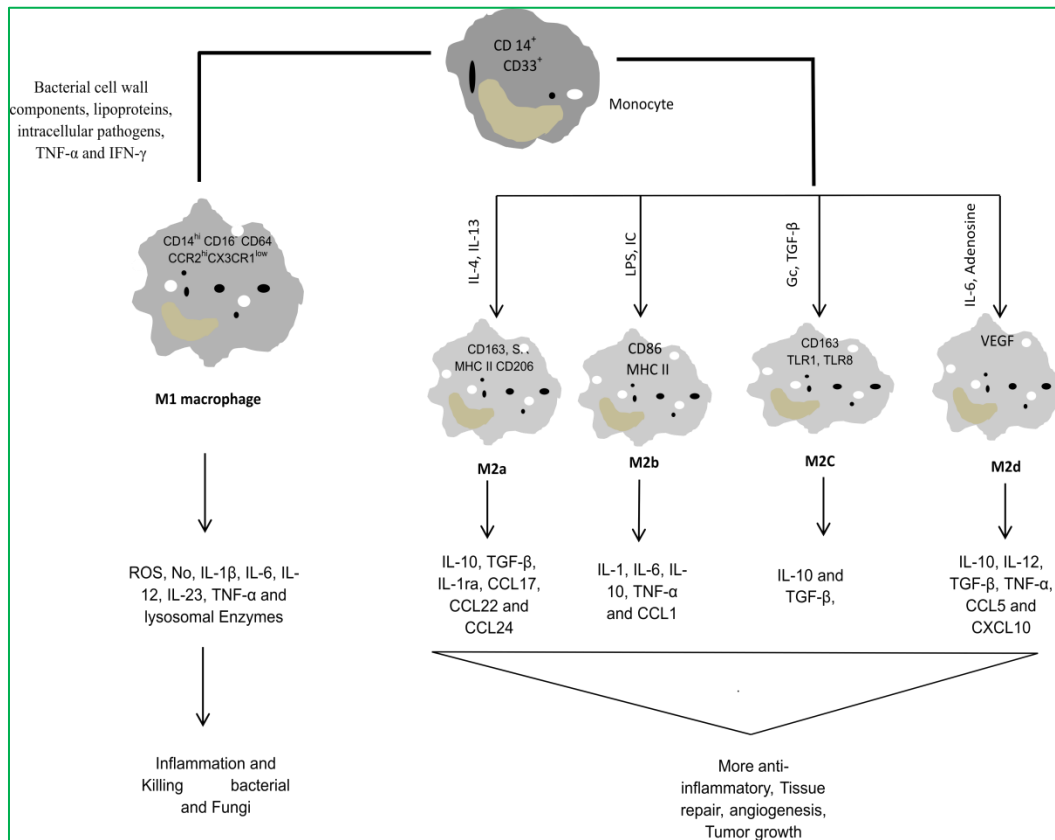 CD 14⁺
CD33⁺
Monocyte
Bacterial cell wall
components, lipoproteins,
intracellular pathogens,
TNF-α and IFN-γ
CD14ʰⁱ CD16⁻ CD64
CCR2ʰⁱCX3CR1ˡᵒʷ
M1 macrophage
ROS, No, IL-1β, IL-6, IL-
12, IL-23, TNF-α and
lysosomal Enzymes
Inflammation and
Killing bacterial
and Fungi
IL-4, IL-13
LPS, IC
Gc, TGF-β
IL-6, Adenosine
CD163,
MHC II CD206
M2a
IL-10, TGF-β,
IL-1ra, CCL17,
CCL22 and
CCL24
CD86
MHC II
M2b
IL-1, IL-6, IL-
10, TNF-α
and CCL1
CD163
TLR1, TLR8
M2C
IL-10 and
TGF-β,
VEGF
M2d
IL-10, IL-12,
TGF-β, TNF-α,
CCL5 and
CXCL10
More anti-
inflammatory, Tissue
repair, angiogenesis,
Tumor growth